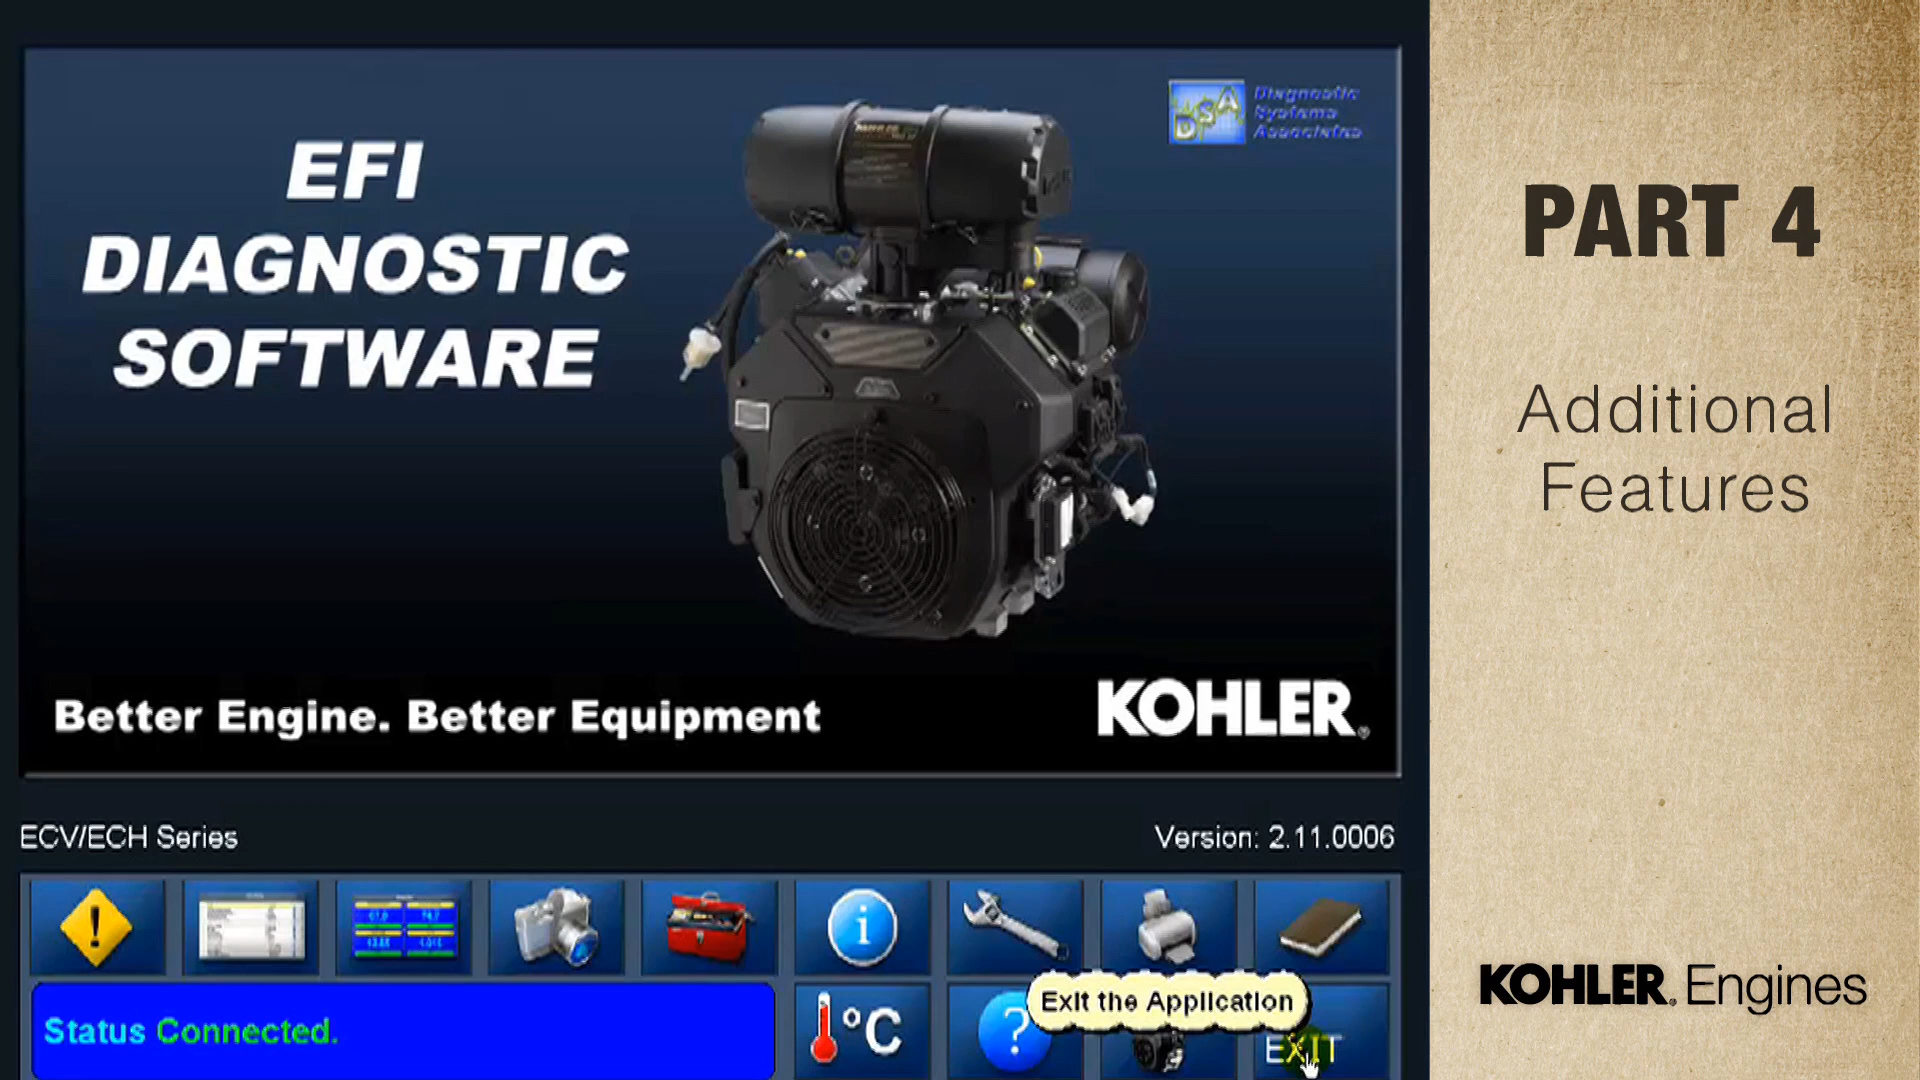 EFI
DIAGNOSTIC
SOFTWARE
DSA
Diagnostic
Systems
Associates
Better Engine. Better Equipment
KOHLER®
ECV/ECH Series
Version: 2.11.0006
Status Connected.
°C
?
Exit the Application
EXIT
PART 4
Additional
Features
KOHLER® Engines